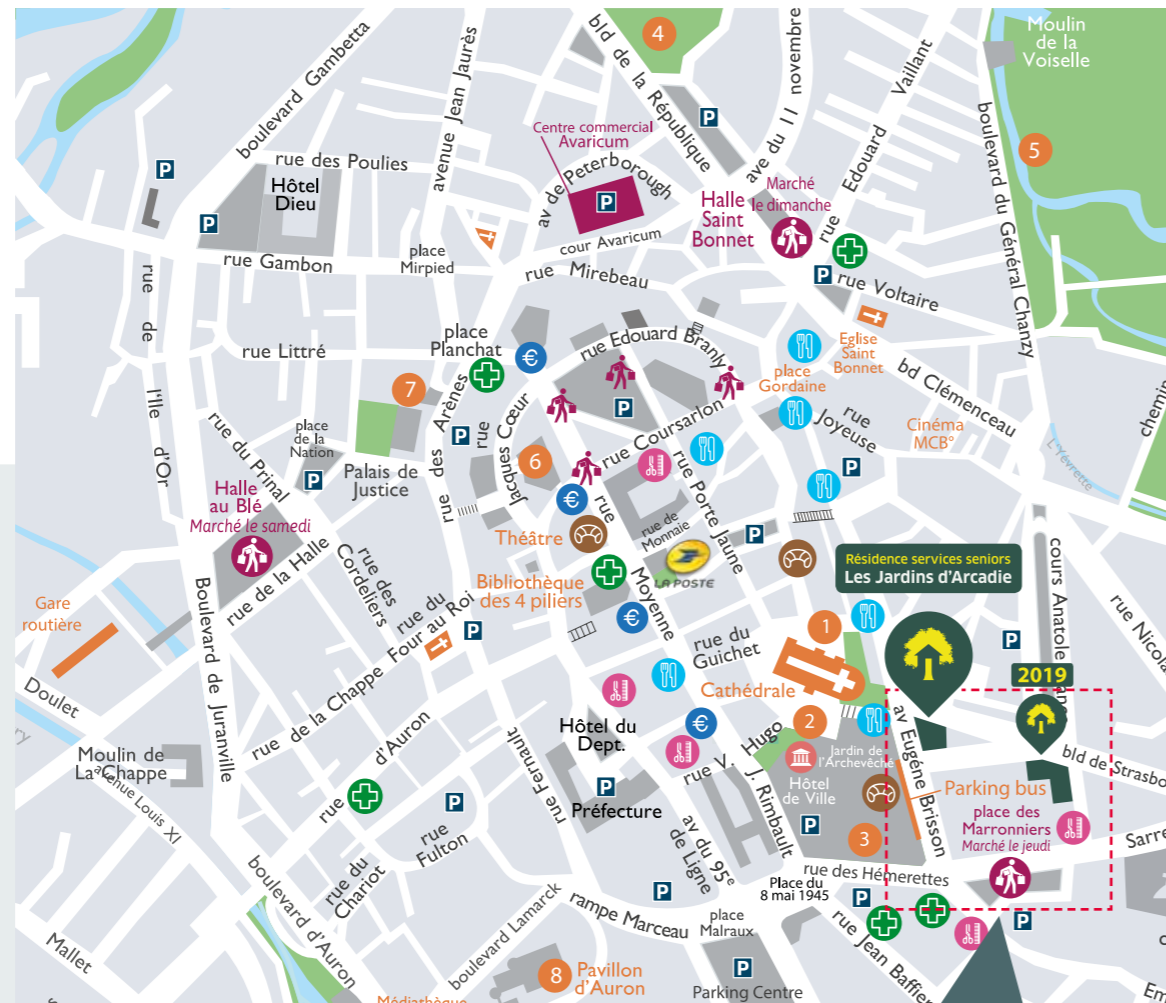 boulevard Gambetta
avenue Jean Jaurès
bld de la République
4
ave du 11 novembre
rue Edouard Vaillant
Moulin
de la
Voiselle
boulevard du Général Chanzy
5
P
P
Centre commercial
Avaricum
rue des Poulies
Hôtel
Dieu
av de Peterborough
P
P
Halle
Saint
Bonnet
Marché
le dimanche
cour Avaricum
place
Mirpied
rue Gambon
rue Mirebeau
P
rue Voltaire
rue de l'Ile d'Or
place
Planchat
rue Littré
€
rue Edouard Branly
Eglise
Saint
Bonnet
place
Gordaine
bd Clémenceau
chemin
7
rue des Arènes
P
rue Jacques Cœur
P
rue Coursarlon
rue
Joyeuse
Cinéma
MCB°
L'Yévrette
rue du Prinal
place
de la
Nation
P
Palais de
Justice
6
P
Halle
au Blé
Marché le samedi
€
rue Moyenne
Théâtre
rue de
Monnaie
rue Porte Jaune
P
LA POSTE
Résidence services seniors
Les Jardins d'Arcadie
cours Anatole
rue Nicola
rue de la Halle
rue des
Cordeliers
Bibliothèque
des 4 piliers
Gare
routière
rue du
Four au Roi
P
€
rue du
Guichet
1
P
2019
Doulet
Boulevard de Juranville
rue de la Chappe
Cathédrale
2
Moulin de
La Chappe
avenue Louis XI
rue d'Auron
Hôtel du
Dept.
€
rue V. Hugo
Jardin de
l'Archevêché
Hôtel
de Ville
av Eugéne Brisson
bld de Strasbo
Parking bus
rue Fernault
P
Préfecture
J. Rimbault
P
3
place des
Marronniers
Marché le jeudi
Sarre
P
rue
Fulton
av du 95e
de Ligne
rue des Hémerettes
rue du
Chariot
Place du
8 mai 1945
P
P
boulevard d'Auron
boulevard Lamarck
rampe Marceau
P
place
Malraux
rue Jean Baffier
Mallet
8
Pavillon
d'Auron
P
Parking Centre
Médiathèque
En